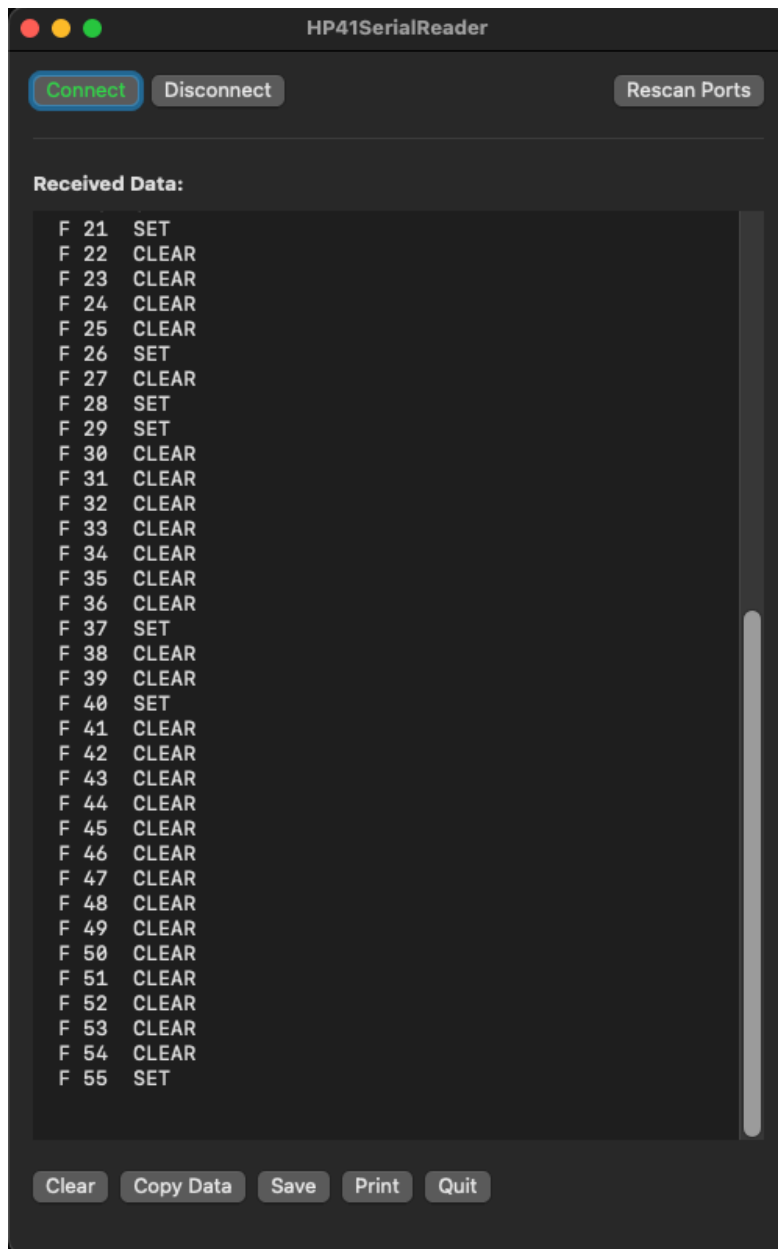 HP41SerialReader
Connect Disconnect Rescan Ports
Received Data:
F 21 SET
F 22 CLEAR
F 23 CLEAR
F 24 CLEAR
F 25 CLEAR
F 26 SET
F 27 CLEAR
F 28 SET
F 29 SET
F 30 CLEAR
F 31 CLEAR
F 32 CLEAR
F 33 CLEAR
F 34 CLEAR
F 35 CLEAR
F 36 CLEAR
F 37 SET
F 38 CLEAR
F 39 CLEAR
F 40 SET
F 41 CLEAR
F 42 CLEAR
F 43 CLEAR
F 44 CLEAR
F 45 CLEAR
F 46 CLEAR
F 47 CLEAR
F 48 CLEAR
F 49 CLEAR
F 50 CLEAR
F 51 CLEAR
F 52 CLEAR
F 53 CLEAR
F 54 CLEAR
F 55 SET
Clear Copy Data Save Print Quit